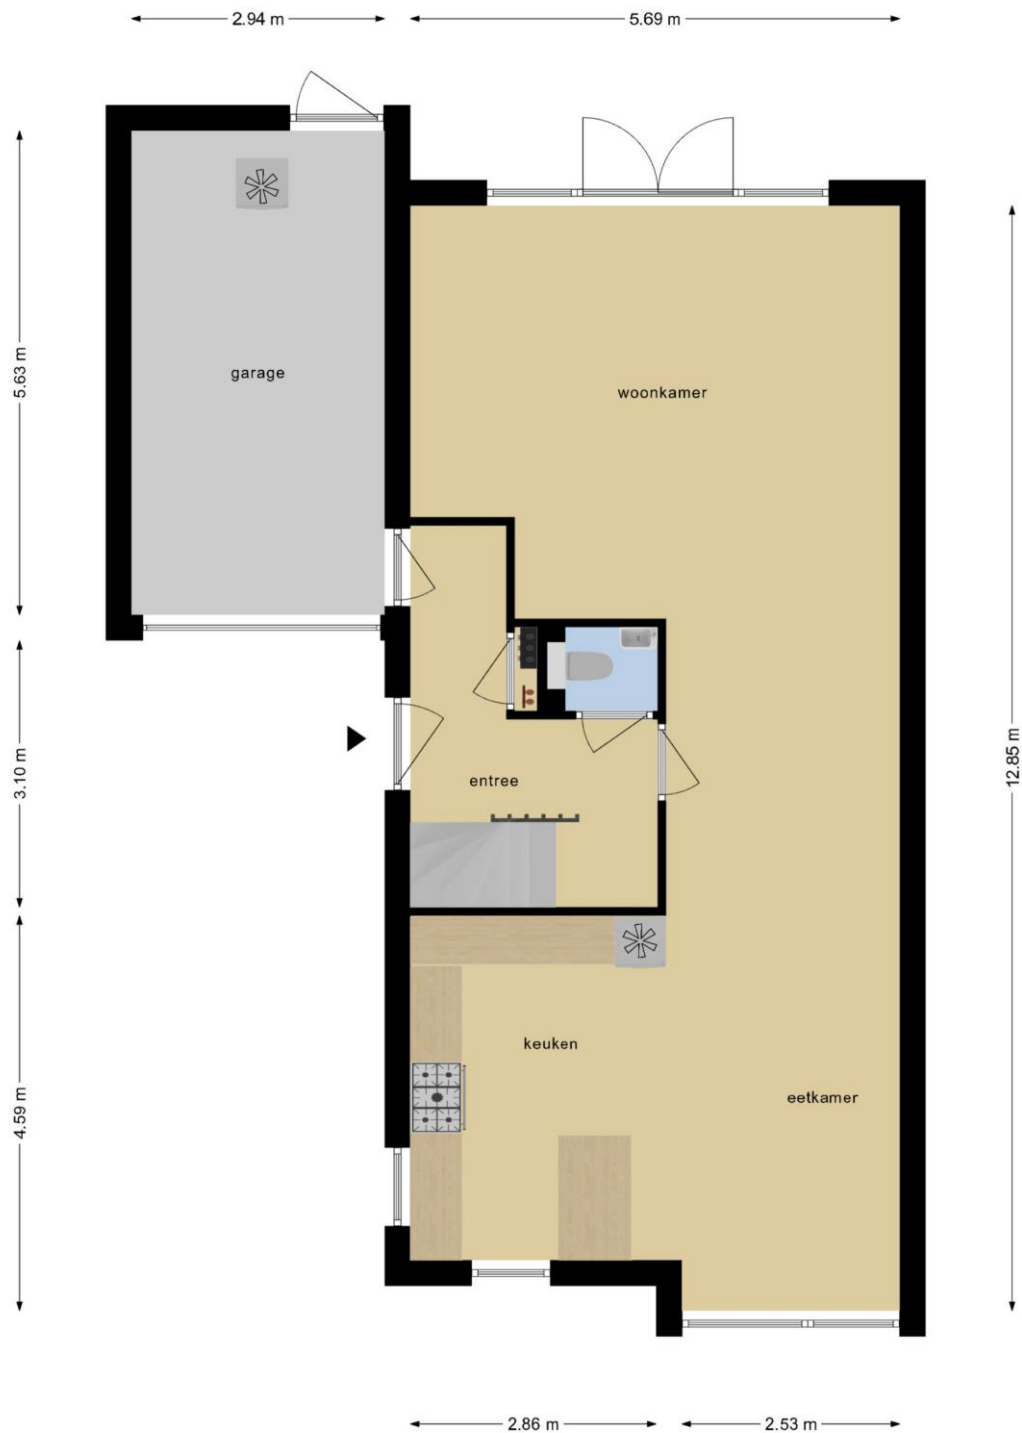 2.94 m
5.69 m
5.63 m
garage
woonkamer
3.10 m
entree
12.85 m
keuken
eetkamer
4.59 m
2.86 m
2.53 m